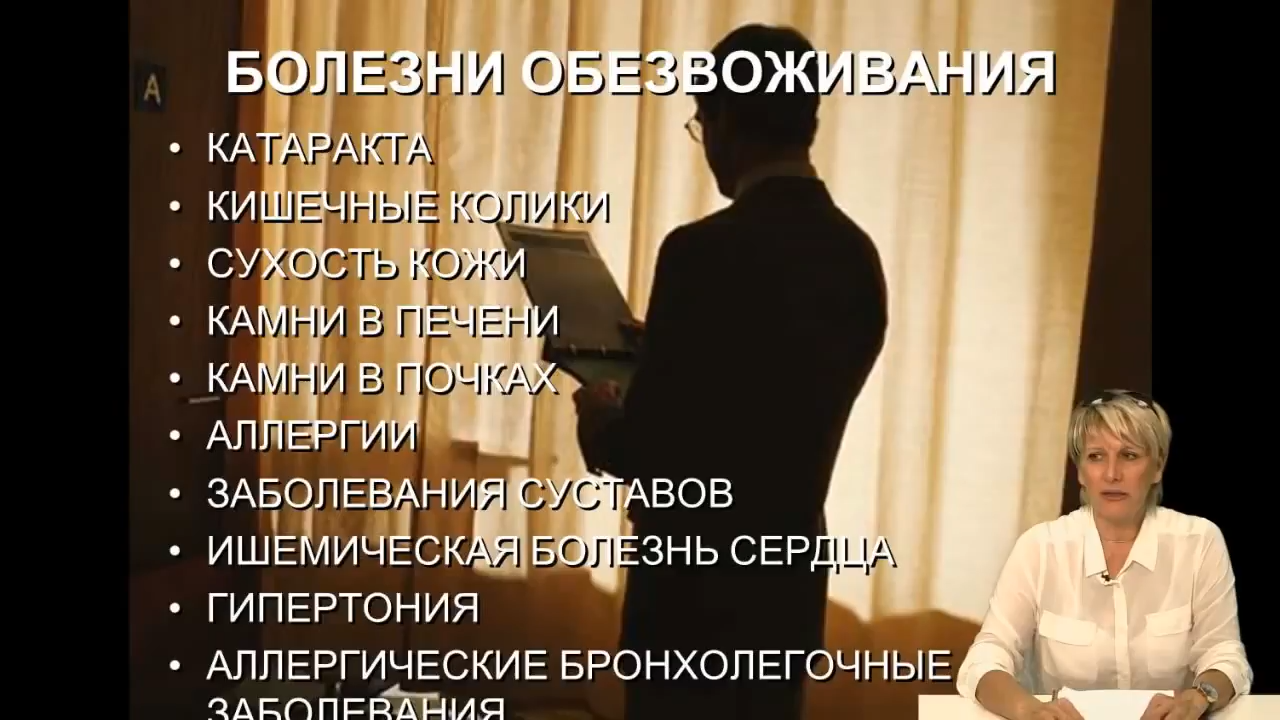 БОЛЕЗНИ ОБЕЗВОЖИВАНИЯ
A
• КАТАРАКТА
• КИШЕЧНЫЕ КОЛИКИ
• СУХОСТЬ КОЖИ
• КАМНИ В ПЕЧЕНИ
• КАМНИ В ПОЧКАХ
• АЛЛЕРГИИ
• ЗАБОЛЕВАНИЯ СУСТАВОВ
• ИШЕМИЧЕСКАЯ БОЛЕЗНЬ СЕРДЦА
• ГИПЕРТОНИЯ
• АЛЛЕРГИЧЕСКИЕ БРОНХОЛЕГОЧНЫЕ
ЗАБОЛЕВАНИЯ